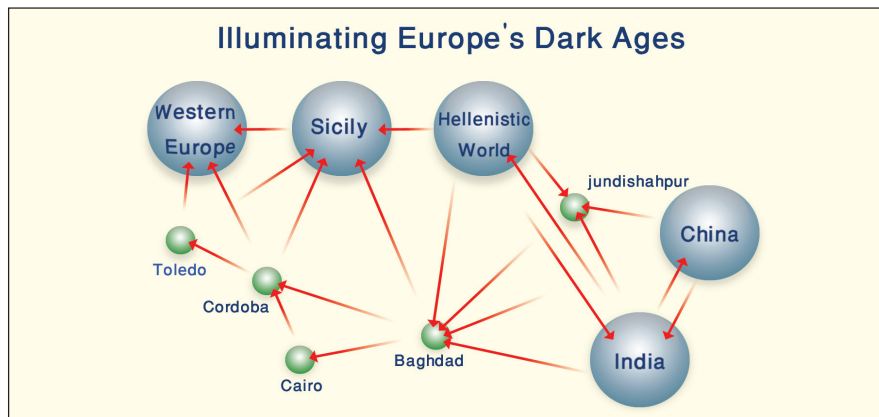 Illuminating Europe's Dark Ages
Western
Europe
Sicily
Hellenistic
World
jundishahpur
China
Toledo
Cordoba
Cairo
Baghdad
India